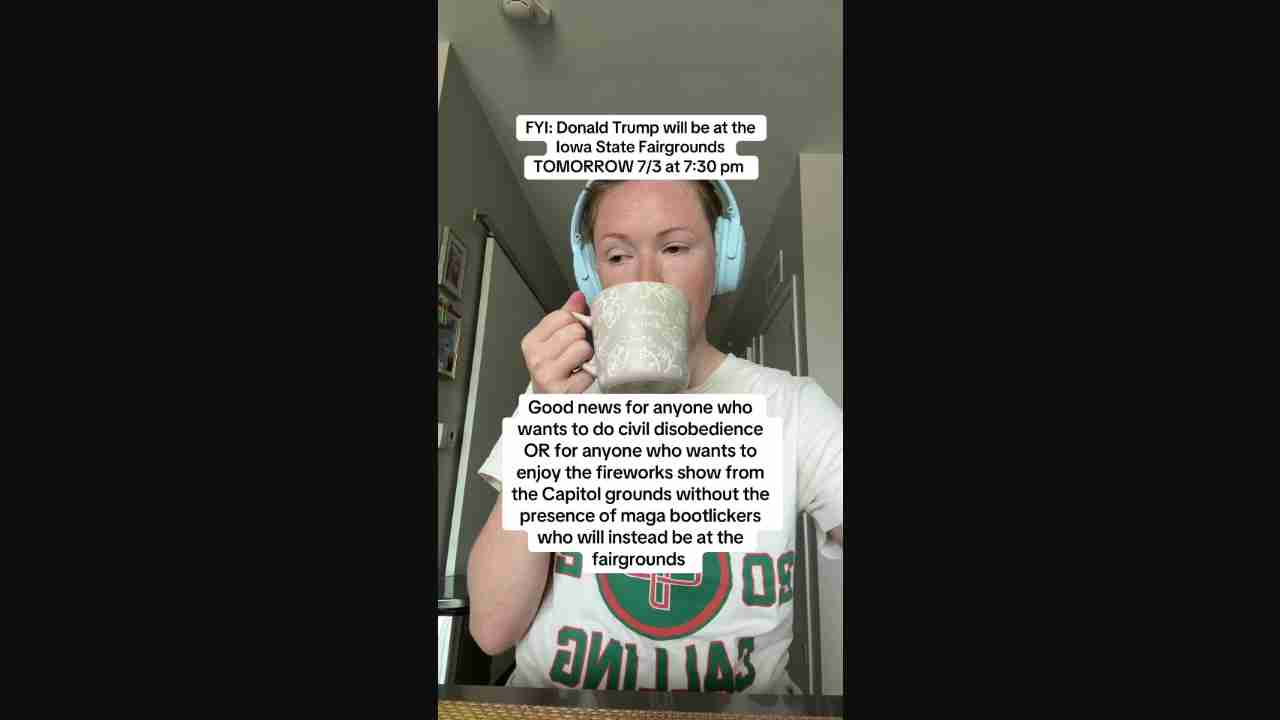 FYI: Donald Trump will be at the
Iowa State Fairgrounds
TOMORROW 7/3 at 7:30 pm
Good news for anyone who
wants to do civil disobedience
OR for anyone who wants to
enjoy the fireworks show from
the Capitol grounds without the
presence of maga bootlickers
who will instead be at the
fairgrounds
CALLING